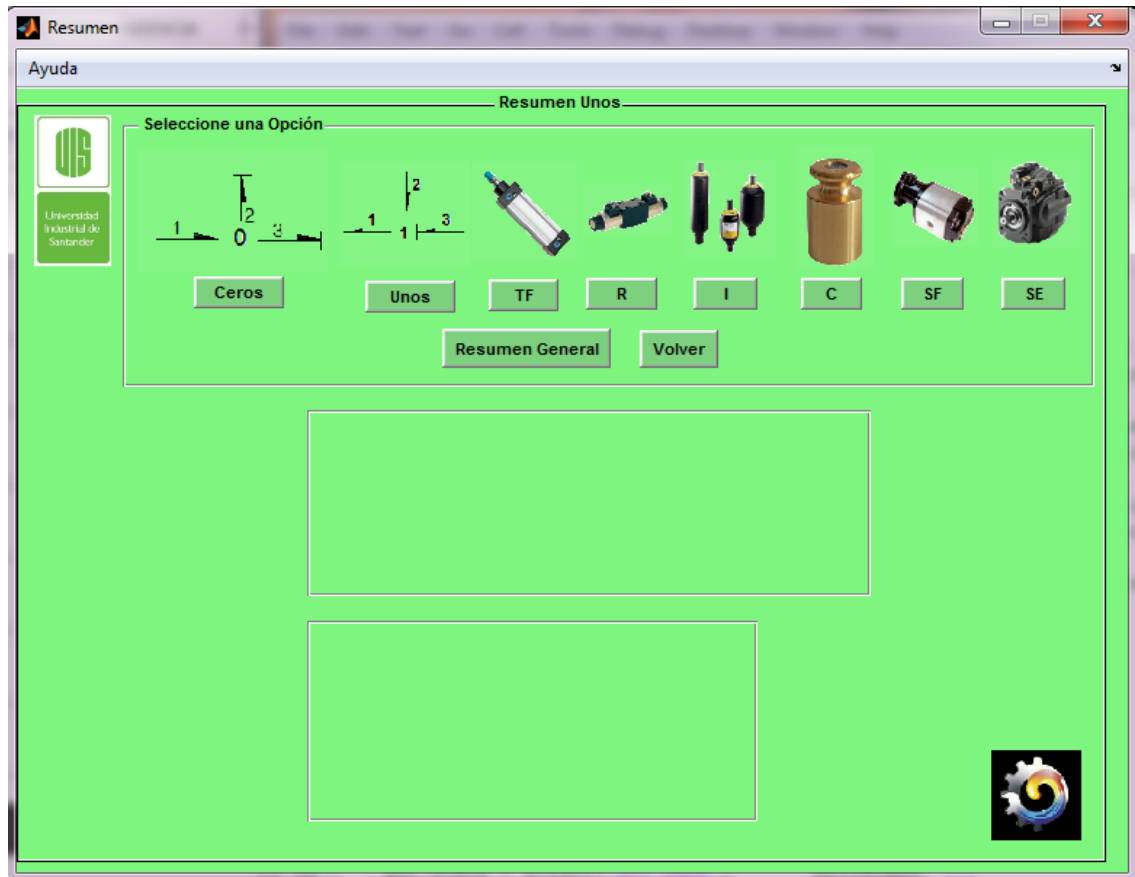 Resumen
Ayuda
Resumen Unos
Seleccione una Opción
UIS
Universidad
Industrial de
Santander
1 2 0 3
1 2 1 3
Ceros
Unos
TF
R
I
C
SF
SE
Resumen General
Volver